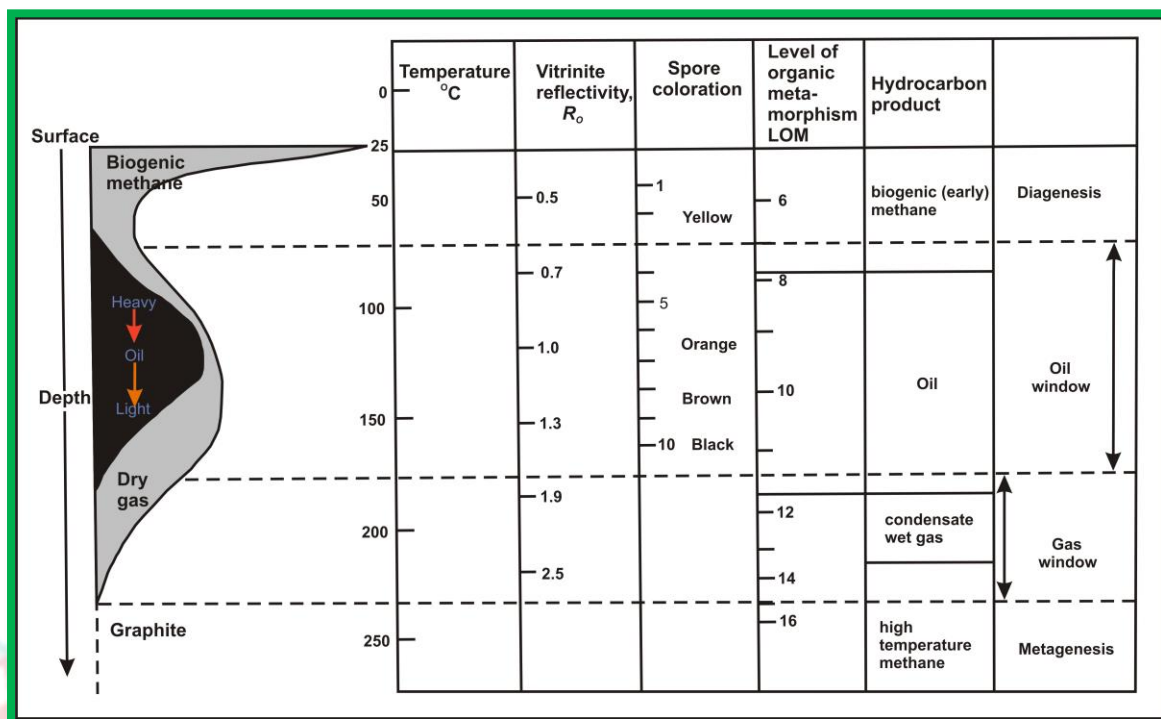 Surface
Biogenic
methane
Heavy
Oil
Light
Depth
Dry
gas
Graphite
Temperature
°C
0
25
50
100
150
200
250
Vitrinite
reflectivity,
Ro
0.5
0.7
1.0
1.3
1.9
2.5
Spore
coloration
1
Yellow
5
Orange
Brown
10 Black
Level of
organic
meta-
morphism
LOM
6
8
10
12
14
16
Hydrocarbon
product
biogenic (early)
methane
Oil
condensate
wet gas
high
temperature
methane
Diagenesis
Oil
window
Gas
window
Metagenesis